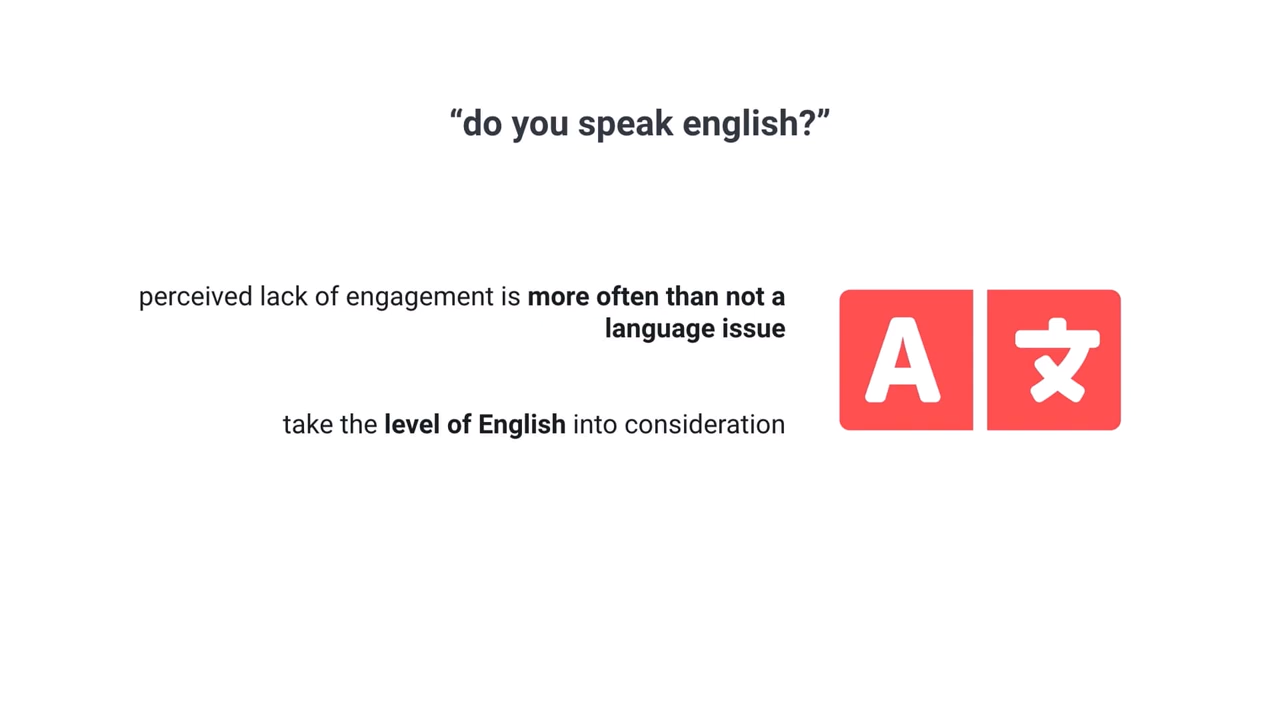 “do you speak english?”
perceived lack of engagement is more often than not a
language issue
take the level of English into consideration
A 文